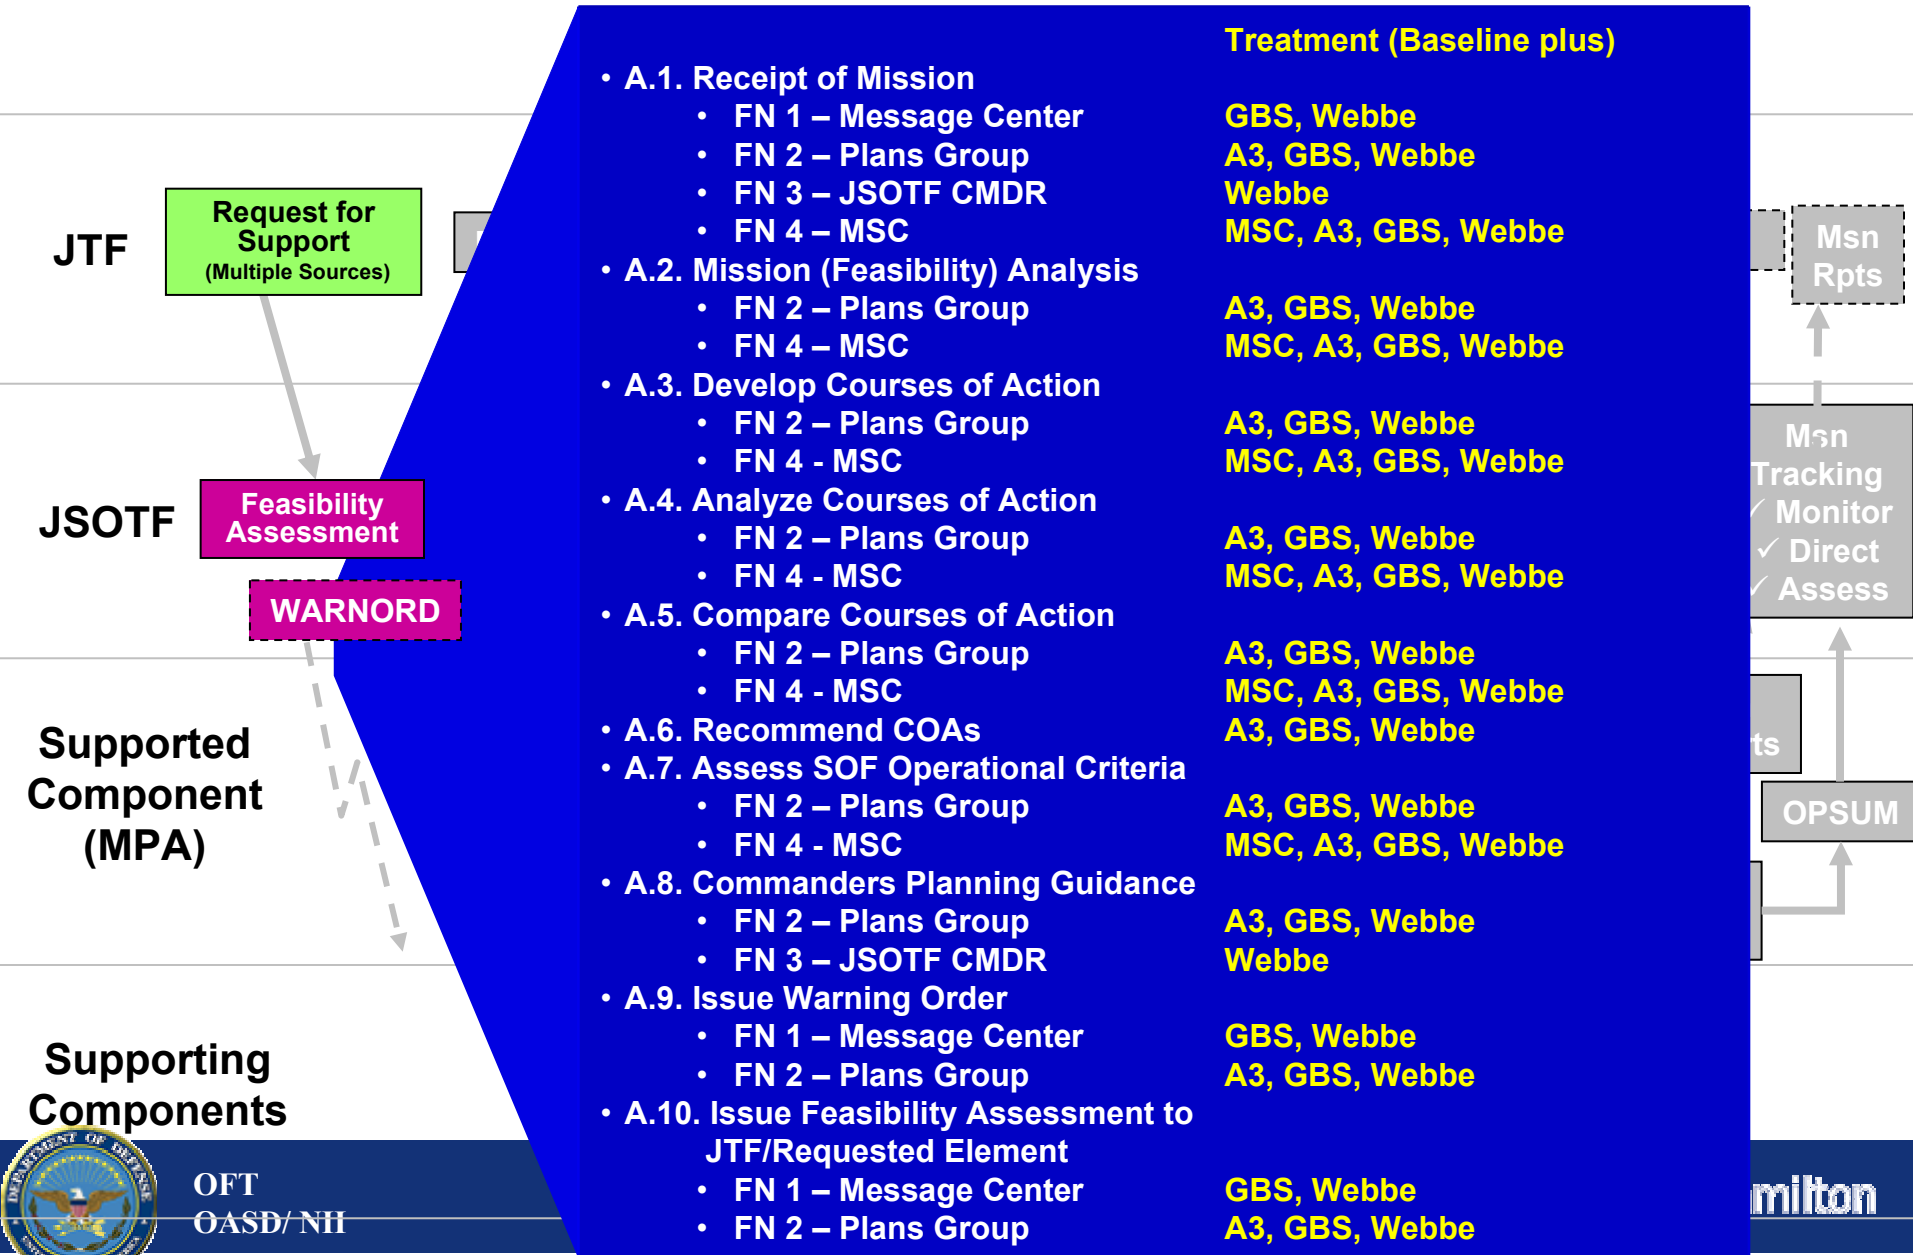 Treatment (Baseline plus)
• A.1. Receipt of Mission
• FN 1 – Message Center GBS, Webbe
• FN 2 – Plans Group A3, GBS, Webbe
• FN 3 – JSOTF CMDR Webbe
• FN 4 – MSC MSC, A3, GBS, Webbe
• A.2. Mission (Feasibility) Analysis
• FN 2 – Plans Group A3, GBS, Webbe
• FN 4 – MSC MSC, A3, GBS, Webbe
• A.3. Develop Courses of Action
• FN 2 – Plans Group A3, GBS, Webbe
• FN 4 - MSC MSC, A3, GBS, Webbe
• A.4. Analyze Courses of Action
• FN 2 – Plans Group A3, GBS, Webbe
• FN 4 - MSC MSC, A3, GBS, Webbe
• A.5. Compare Courses of Action
• FN 2 – Plans Group A3, GBS, Webbe
• FN 4 - MSC MSC, A3, GBS, Webbe
• A.6. Recommend COAs A3, GBS, Webbe
• A.7. Assess SOF Operational Criteria
• FN 2 – Plans Group A3, GBS, Webbe
• FN 4 - MSC MSC, A3, GBS, Webbe
• A.8. Commanders Planning Guidance
• FN 2 – Plans Group A3, GBS, Webbe
• FN 3 – JSOTF CMDR Webbe
• A.9. Issue Warning Order
• FN 1 – Message Center GBS, Webbe
• FN 2 – Plans Group A3, GBS, Webbe
• A.10. Issue Feasibility Assessment to
JTF/Requested Element
• FN 1 – Message Center GBS, Webbe
• FN 2 – Plans Group A3, GBS, Webbe
JTF
Request for
Support
(Multiple Sources)
JSOTF
Feasibility
Assessment
WARNORD
Supported
Component
(MPA)
Supporting
Components
Msn
Rpts
Msn
Tracking
✓ Monitor
✓ Direct
✓ Assess
ts
OPSUM
DEPARTMENT OF DEFENSE
OFT
OASD/ NII
milton